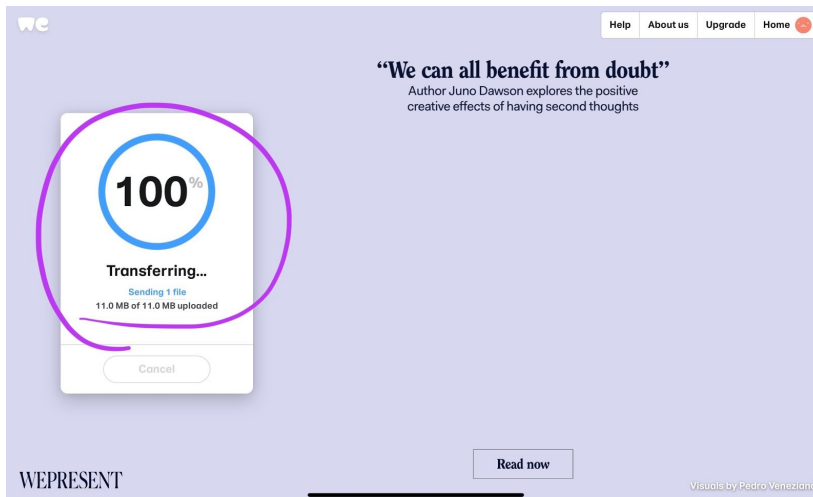 we
Help About us Upgrade Home
“We can all benefit from doubt”
Author Juno Dawson explores the positive
creative effects of having second thoughts
100%
Transferring...
Sending 1 file
11.0 MB of 11.0 MB uploaded
Cancel
Read now
WEPRESENT
Visuals by Pedro Veneziano